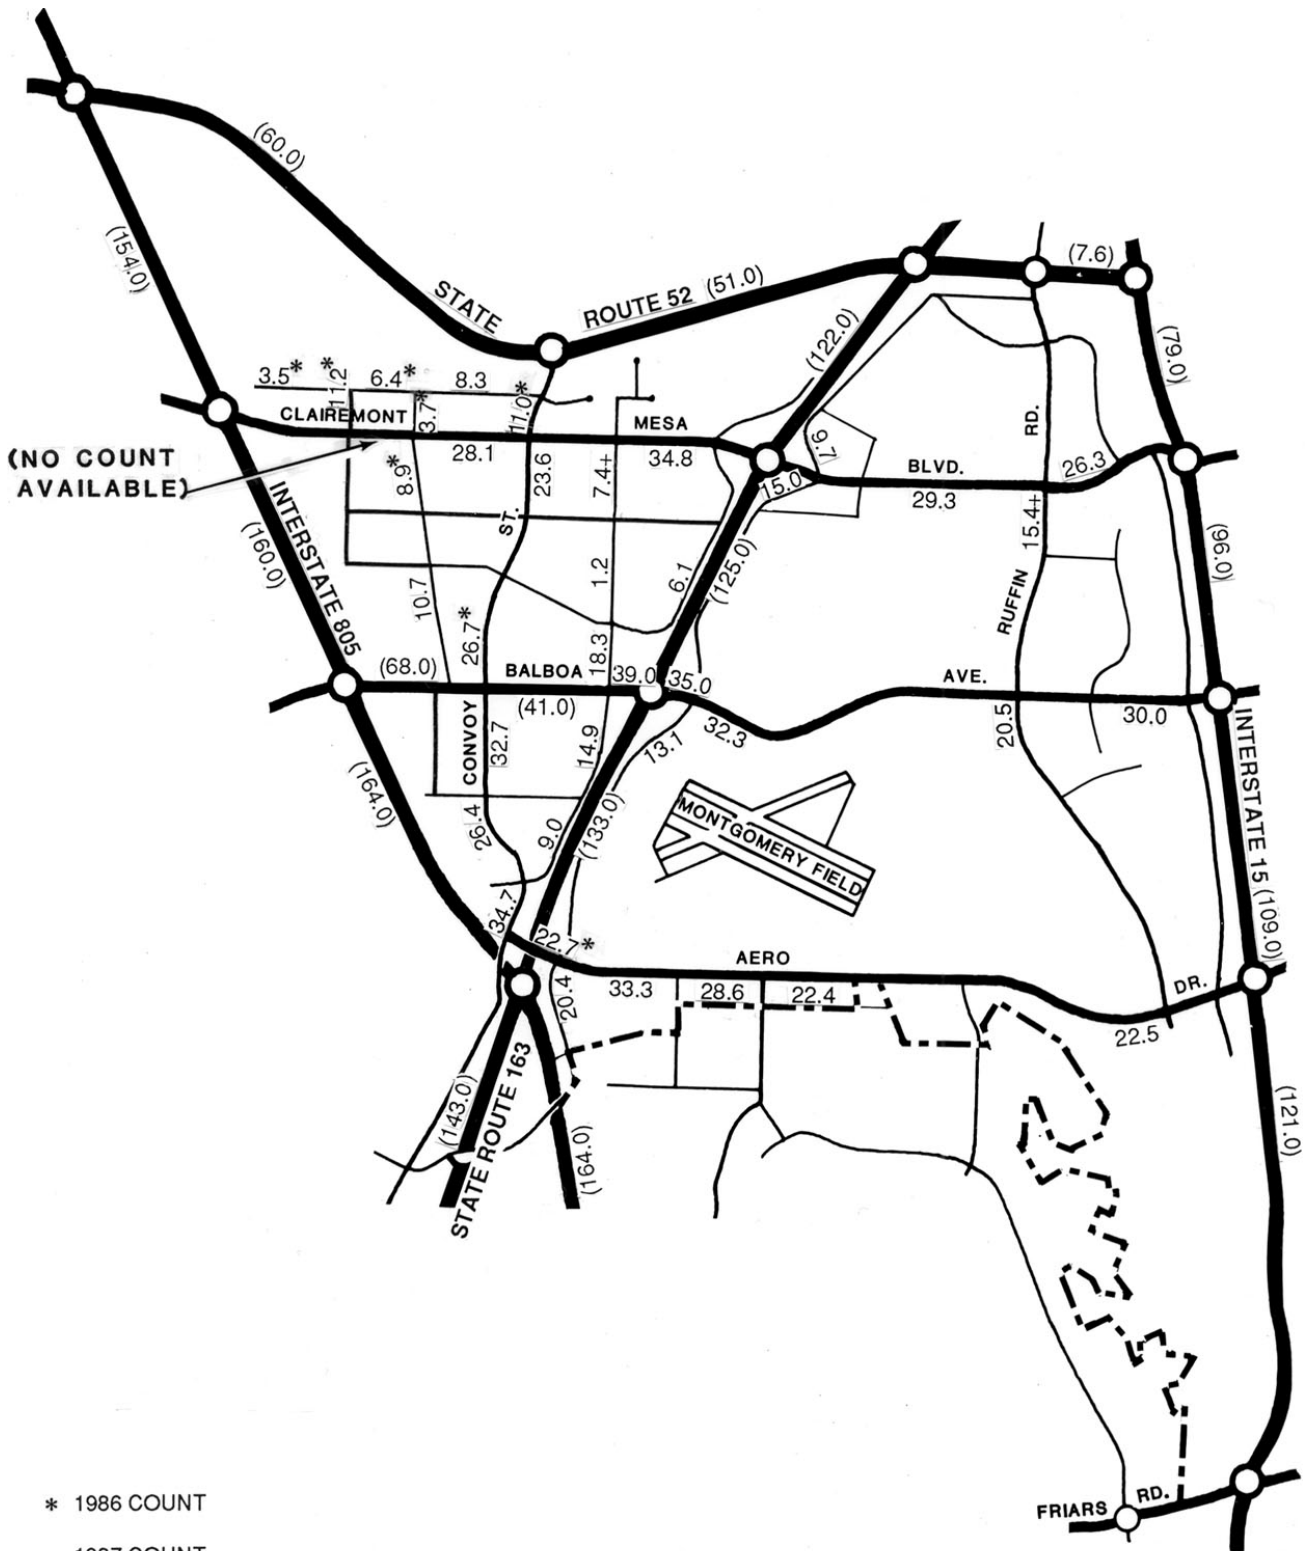 (60.0)
(154.0)
STATE
ROUTE 52 (51.0)
(7.6)
(122.0)
(79.0)
3.5*
*
11.2
6.4*
8.3
3.7*
11.0*
CLAIREMONT
MESA
28.1
34.8
9.7
BLVD.
RD.
26.3
(NO COUNT
AVAILABLE)
*
8.9
23.6
7.4+
15.0
29.3
15.4+
ST.
INTERSTATE 805
(160.0)
10.7
1.2
6.1
(125.0)
(96.0)
RUFFIN
26.7*
18.3
(68.0)
BALBOA
39.0
35.0
AVE.
(41.0)
32.3
30.0
CONVOY
32.7
14.9
13.1
20.5
INTERSTATE 15 (109.0)
(164.0)
26.4
9.0
(133.0)
MONTGOMERY FIELD
34.7
22.7*
AERO
20.4
33.3
28.6
22.4
DR.
22.5
(143.0)
STATE ROUTE 163
(164.0)
(121.0)
* 1986 COUNT
FRIARS RD.